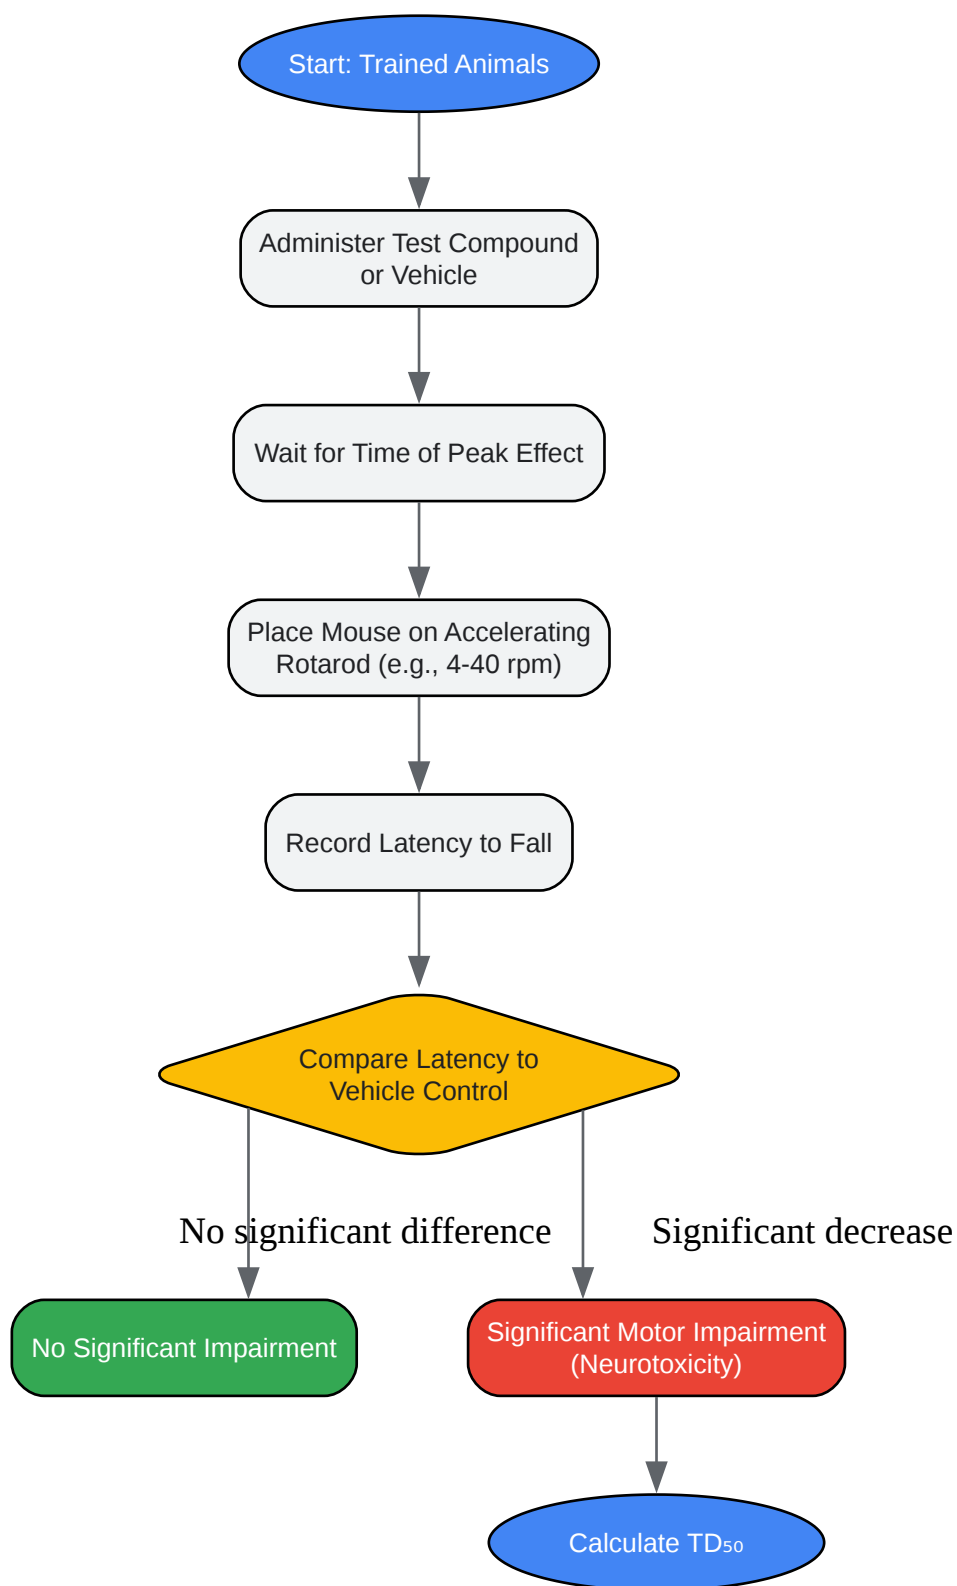 Start: Trained Animals
Administer Test Compound
or Vehicle
Wait for Time of Peak Effect
Place Mouse on Accelerating
Rotarod (e.g., 4-40 rpm)
Record Latency to Fall
Compare Latency to
Vehicle Control
No significant difference
Significant decrease
No Significant Impairment
Significant Motor Impairment
(Neurotoxicity)
Calculate TD₅₀